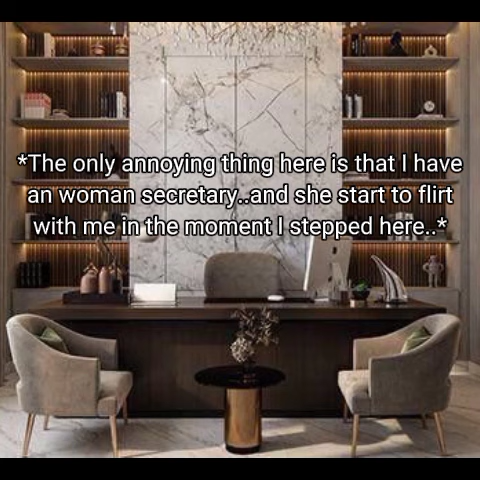 *The only annoying thing here is that I have
an woman secretary..and she start to flirt
with me in the moment I stepped here..*